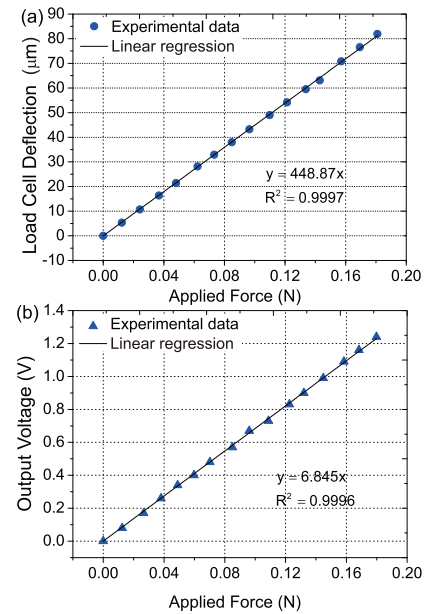 (a)
Experimental data
Linear regression
Load Cell Deflection (μm)
90
80
70
60
50
40
30
20
10
0
-10
y = 448.87x
R² = 0.9997
0.00 0.04 0.08 0.12 0.16 0.20
Applied Force (N)
(b)
Experimental data
Linear regression
Output Voltage (V)
1.4
1.2
1.0
0.8
0.6
0.4
0.2
0.0
y = 6.845x
R² = 0.9996
0.00 0.04 0.08 0.12 0.16 0.20
Applied Force (N)